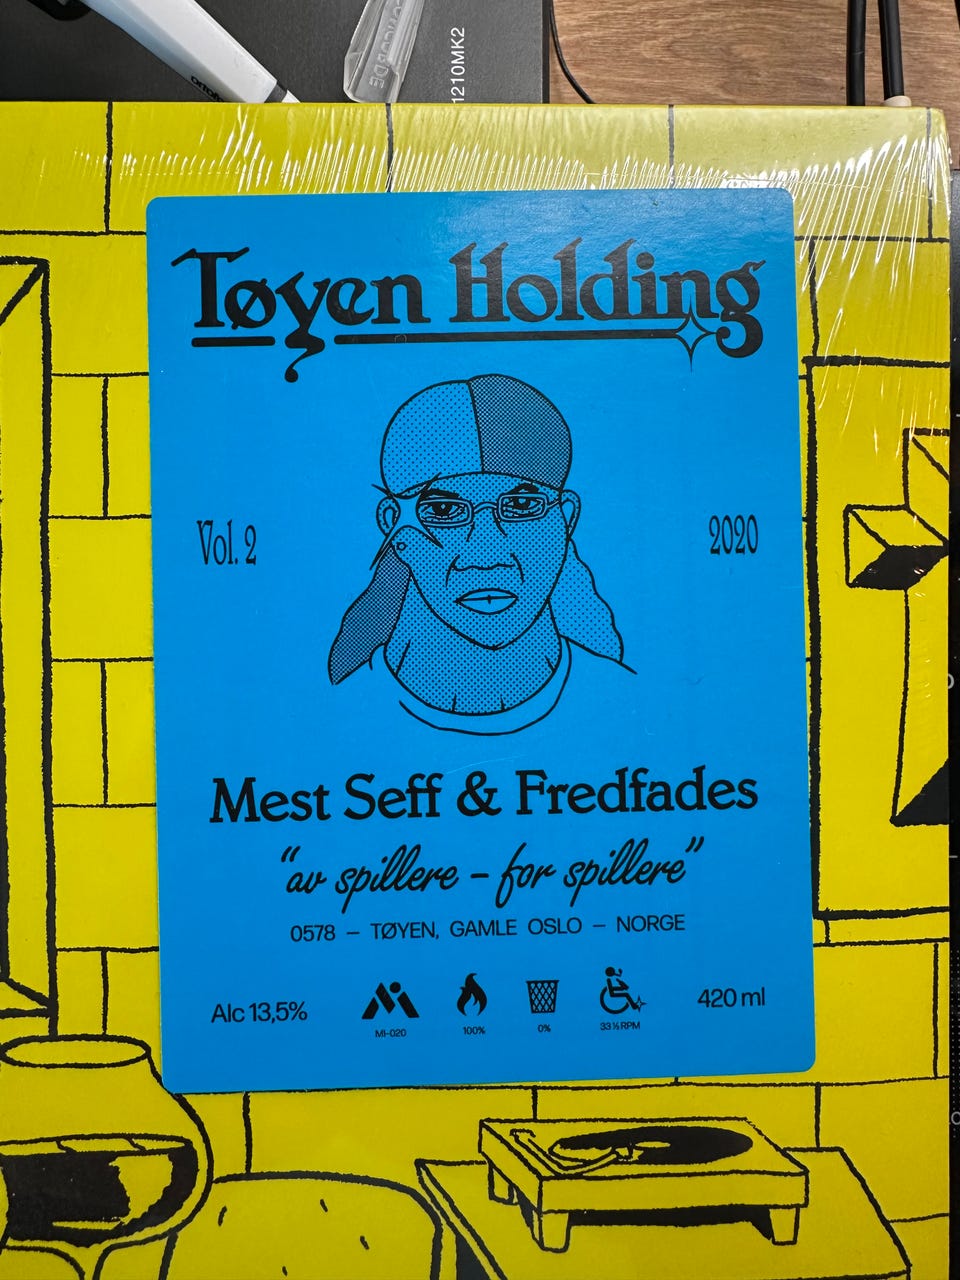 1210MK2
Tøyen Holding
Vol. 2
2020
Mest Seff & Fredfades
"av spillere – for spillere"
0578 – TØYEN, GAMLE OSLO – NORGE
Alc 13,5%
MI-020
100%
0%
33 ⅓ RPM
420 ml